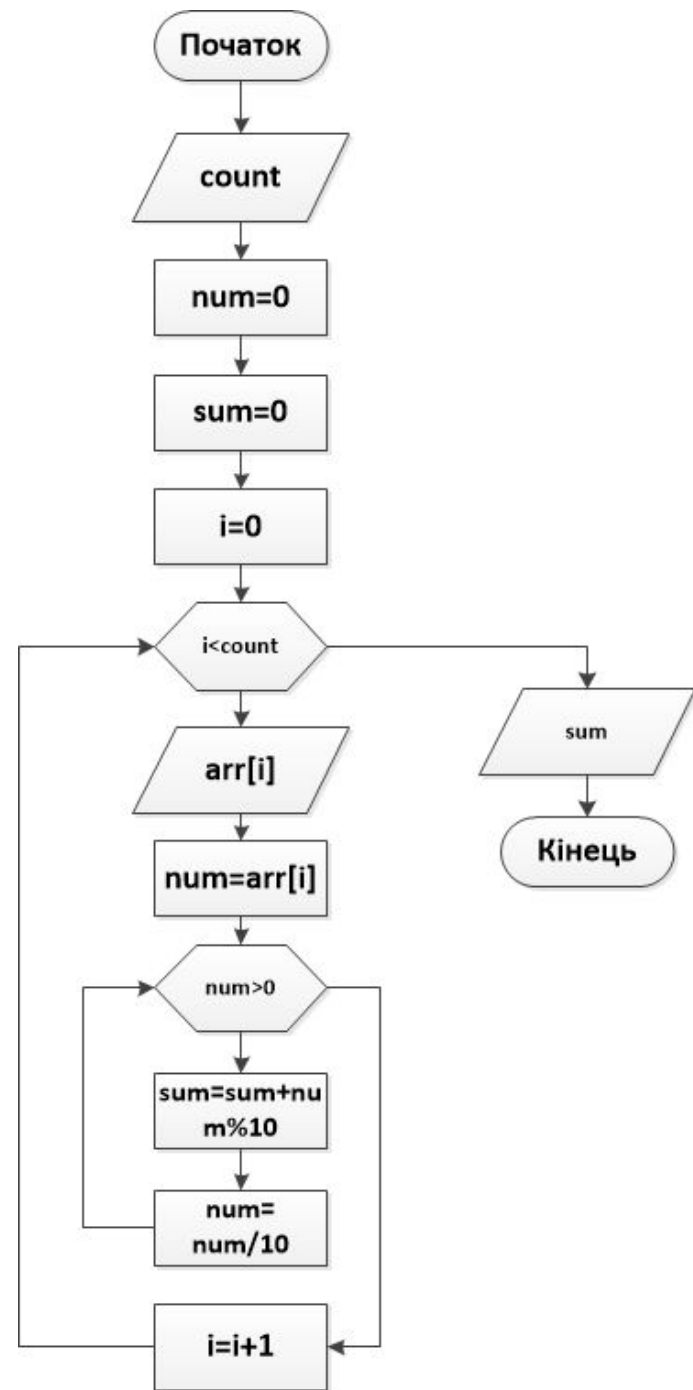 Початок
count
num=0
sum=0
i=0
i<count
arr[i]
sum
num=arr[i]
Кінець
num>0
sum=sum+nu
m%10
num=
num/10
i=i+1